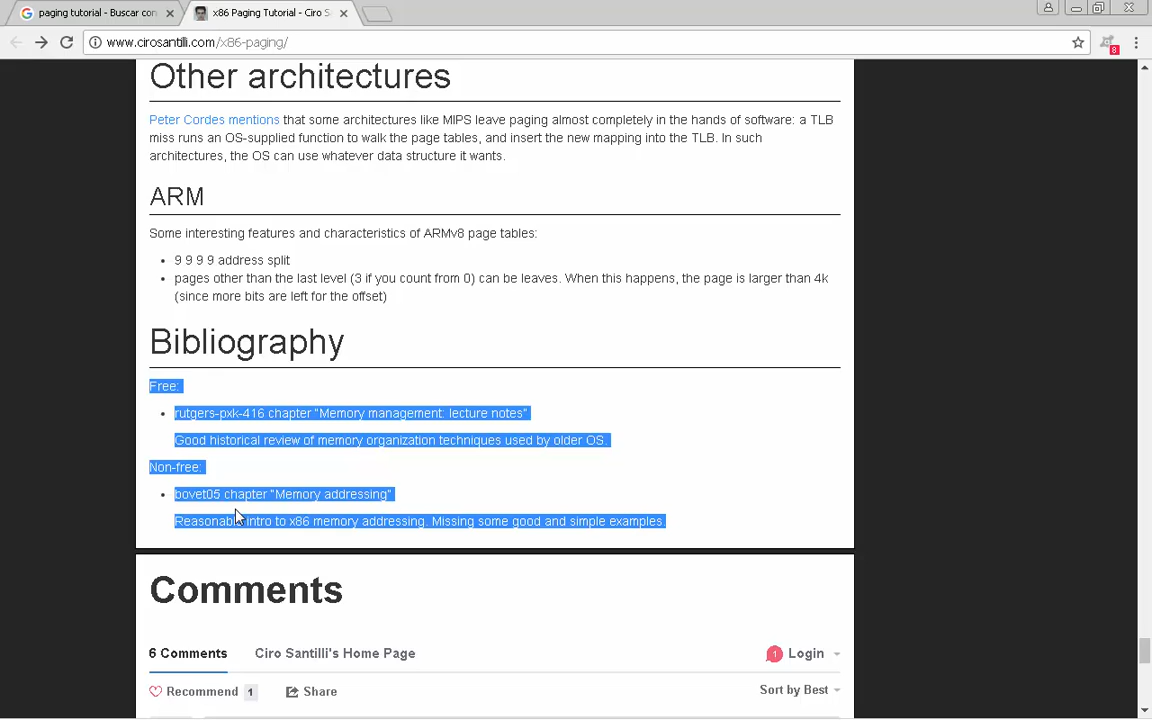 paging tutorial - Buscar con
x86 Paging Tutorial - Ciro S
www.cirosantilli.com/x86-paging/
8
Other architectures
Peter Cordes mentions that some architectures like MIPS leave paging almost completely in the hands of software: a TLB
miss runs an OS-supplied function to walk the page tables, and insert the new mapping into the TLB. In such
architectures, the OS can use whatever data structure it wants.
ARM
Some interesting features and characteristics of ARMv8 page tables:
• 9 9 9 9 address split
• pages other than the last level (3 if you count from 0) can be leaves. When this happens, the page is larger than 4k
(since more bits are left for the offset)
Bibliography
Free:
• rutgers-pxk-416 chapter "Memory management: lecture notes"
Good historical review of memory organization techniques used by older OS.
Non-free:
• bovet05 chapter "Memory addressing"
Reasonable intro to x86 memory addressing. Missing some good and simple examples.
Comments
6 Comments Ciro Santilli's Home Page 1 Login
Recommend 1 Share Sort by Best